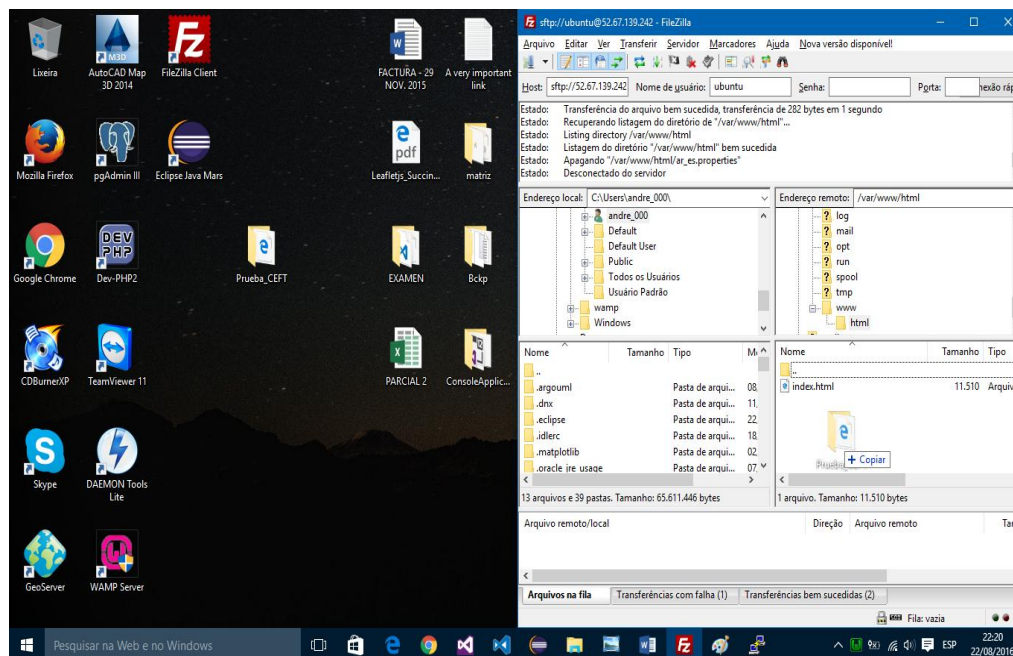 Lixeira
AutoCAD Map
3D 2014
FileZilla Client
FACTURA - 29
NOV. 2015
A very important
link
Mozilla Firefox
pgAdmin III
Eclipse Java Mars
pdf
Leafletjs_Succin...
matriz
Google Chrome
DEV
PHP
Dev-PHP2
Prueba_CEFT
EXAMEN
Bckp
CDBurnerXP
TeamViewer 11
PARCIAL 2
ConsoleApplic...
Skype
DAEMON Tools
Lite
GeoServer
WAMP Server
sftp://ubuntu@52.67.139.242 - FileZilla
Arquivo Editar Ver Transferir Servidor Marcadores Ajuda Nova versão disponível!
Host: sftp://52.67.139.242 Nome de usuário: ubuntu Senha: Porta: nexão ráp
Estado: Transferência do arquivo bem sucedida, transferência de 282 bytes em 1 segundo
Estado: Recuperando listagem do diretório de "/var/www/html"...
Estado: Listing directory /var/www/html
Estado: Listagem do diretório "/var/www/html" bem sucedida
Estado: Apagando "/var/www/html/ar_es.properties"
Estado: Desconectado do servidor
Endereço local: C:\Users\andre_000\
andre_000
Default
Default User
Public
Todos os Usuários
Usuário Padrão
wamp
Windows
Endereço remoto: /var/www/html
log
mail
opt
run
spool
tmp
www
html
Nome Tamanho Tipo
..
.argouml Pasta de arqui... 08
.dnx Pasta de arqui... 11
.eclipse Pasta de arqui... 22
.idlerc Pasta de arqui... 18
.matplotlib Pasta de arqui... 02
.oracle_jre_usage Pasta de arqui... 07
13 arquivos e 39 pastas. Tamanho: 65.611.446 bytes
Nome Tamanho Tipo
..
index.html 11.510 Arquiv
+ Copiar
1 arquivo. Tamanho: 11.510 bytes
Arquivo remoto/local Direção Arquivo remoto Tar
Arquivos na fila Transferências com falha (1) Transferências bem sucedidas (2)
Fila: vazia
Pesquisar na Web e no Windows
ESP
22:20
22/08/2016